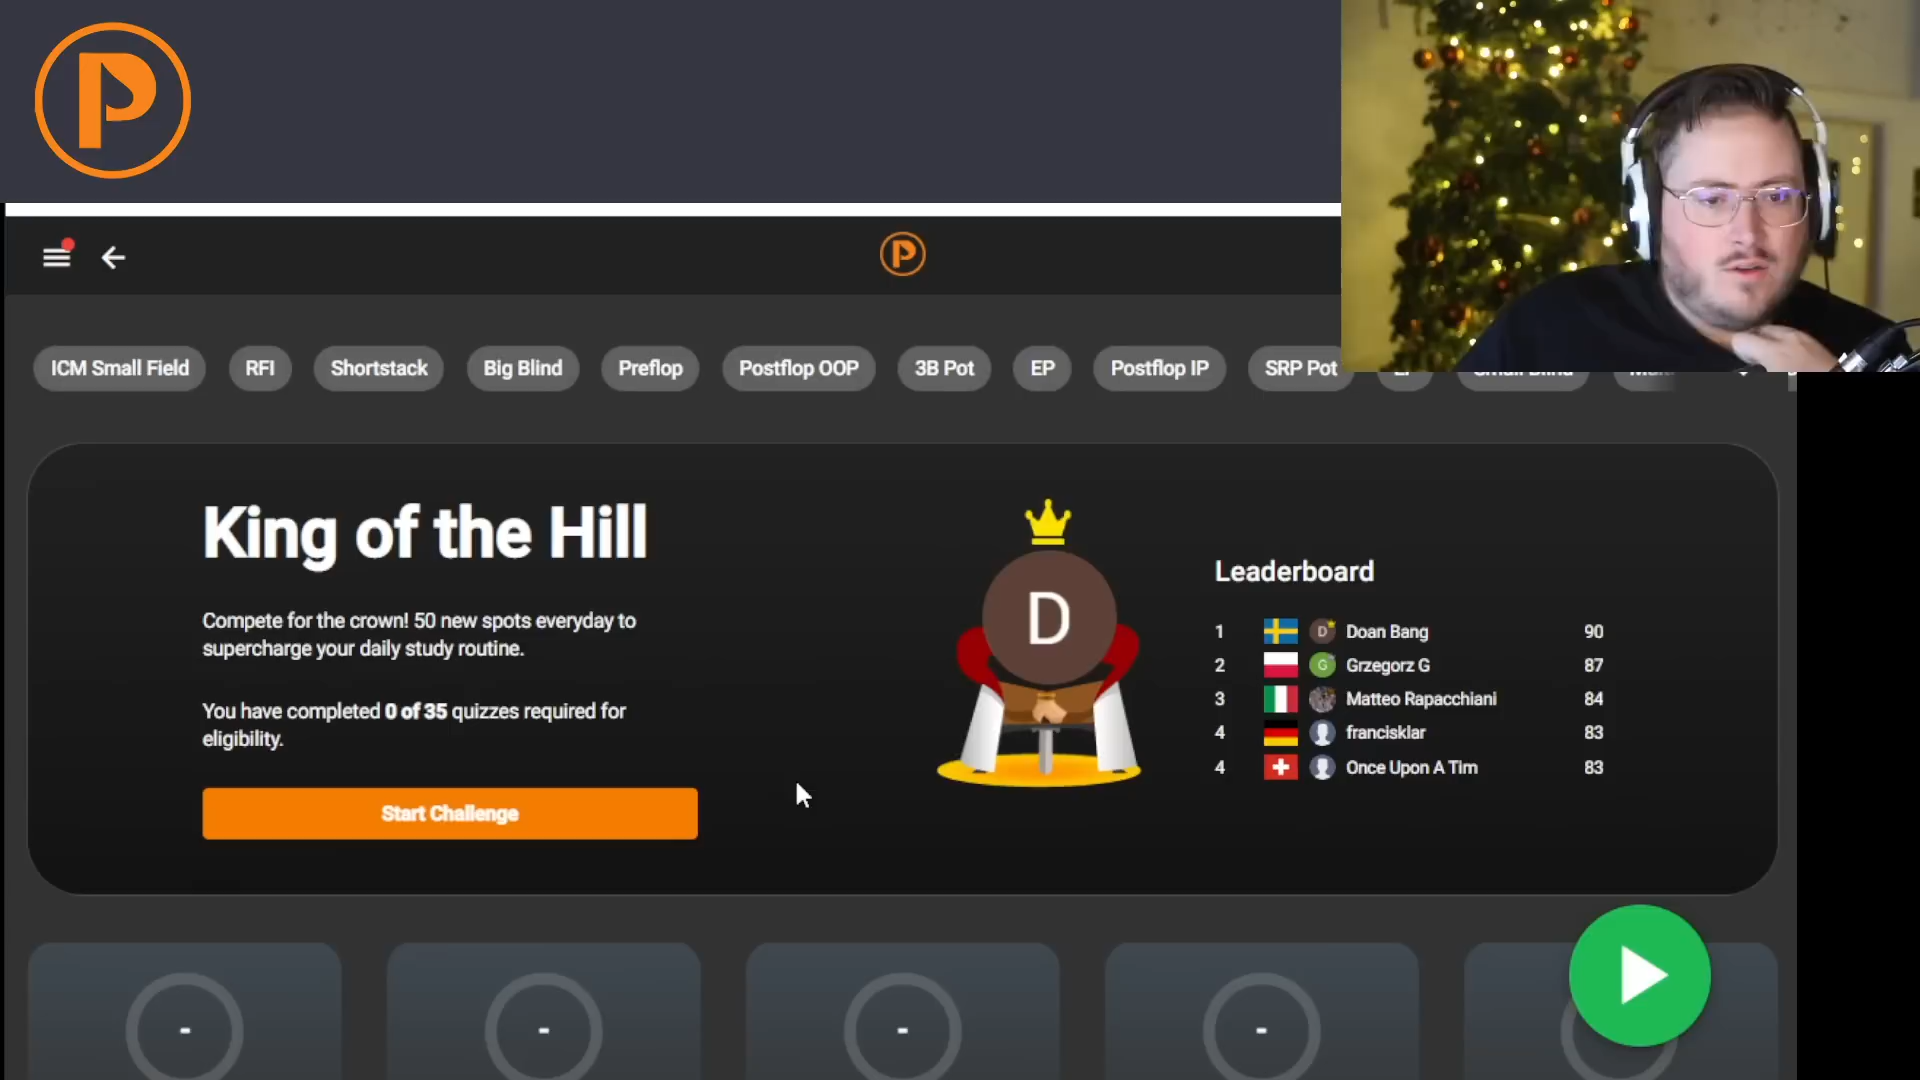 P
P
ICM Small Field
RFI
Shortstack
Big Blind
Preflop
Postflop OOP
3B Pot
EP
Postflop IP
SRP Pot
Small Blind
King of the Hill
Compete for the crown! 50 new spots everyday to
supercharge your daily study routine.
You have completed 0 of 35 quizzes required for
eligibility.
Start Challenge
D
Leaderboard
1 D Doan Bang 90
2 G Grzegorz G 87
3 Matteo Rapacchiani 84
4 francisklar 83
4 Once Upon A Tim 83
-
-
-
-